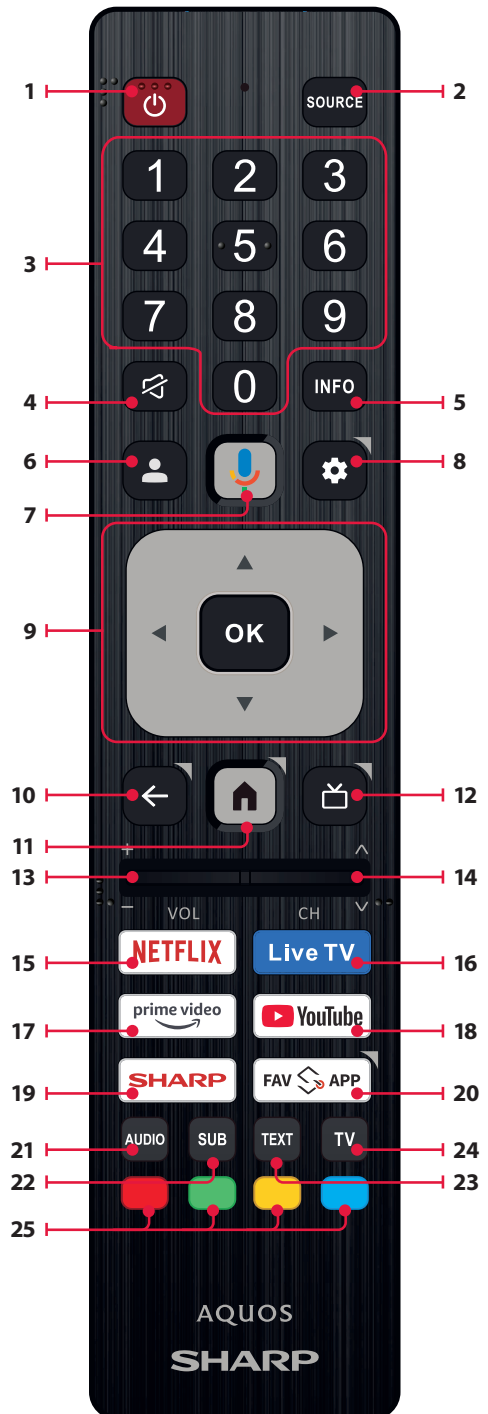 1 2
SOURCE
1 2 3
4 5 6
3
7 8 9
0 INFO
4 5
6 8
7
9 OK
10 12
11
+
13 14
−
VOL CH
NETFLIX Live TV
15 16
prime video YouTube
17 18
SHARP FAV APP
19 20
AUDIO SUB TEXT TV
21 24
22 23
25
AQUOS
SHARP